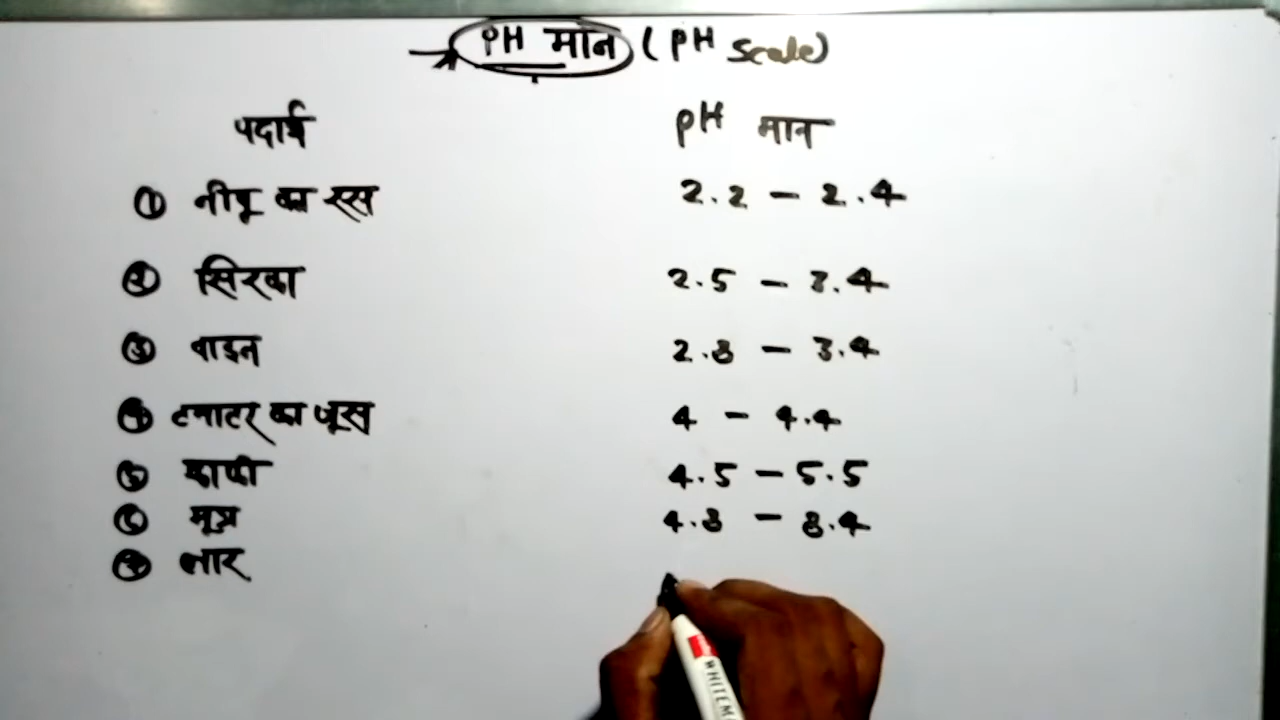 pH मान (pH Scale)
पदार्थ pH मान
① नीबू का रस 2.2 - 2.4
② सिरका 2.5 - 3.4
③ वाइन 2.8 - 3.4
④ टमाटर का जूस 4 - 4.4
⑤ काफी 4.5 - 5.5
⑥ मूत्र 4.8 - 8.4
⑦ लार
WHITEM